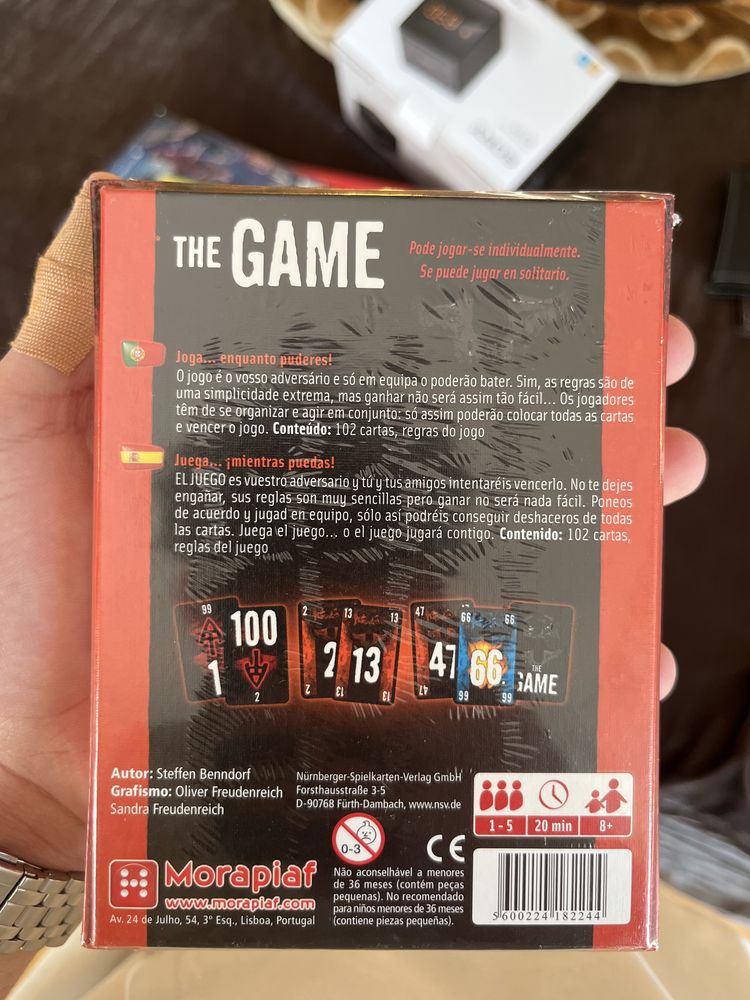 THE GAME
Pode jogar-se individualmente.
Se puede jugar en solitario.
Joga... enquanto puderes!
O jogo é o vosso adversário e só em equipa o poderão bater. Sim, as regras são de
uma simplicidade extrema, mas ganhar não será assim tão fácil... Os jogadores
têm de se organizar e agir em conjunto: só assim poderão colocar todas as cartas
e vencer o jogo. Conteúdo: 102 cartas, regras do jogo
Juega... ¡mientras puedas!
EL JUEGO es vuestro adversario y tú y tus amigos intentaréis vencerlo. No te dejes
engañar, sus reglas son muy sencillas pero ganar no será nada fácil. Poneos
de acuerdo y jugad en equipo, sólo así podréis conseguir deshaceros de todas
las cartas. Juega el juego... o el juego jugará contigo. Contenido: 102 cartas,
reglas del juego
99
1
100
2
2
2
2
13
13
13
13
13
47
47
47
66
66
66
66
66
THE
GAME
Autor: Steffen Benndorf
Grafismo: Oliver Freudenreich
Sandra Freudenreich
Nürnberger-Spielkarten-Verlag GmbH
Forsthausstraße 3-5
D-90768 Fürth-Dambach, www.nsv.de
1 - 5
20 min
8+
0-3
CE
Morapiaf
www.morapiaf.com
Av. 24 de Julho, 54, 3º Esq., Lisboa, Portugal
Não aconselhável a menores
de 36 meses (contém peças
pequenas). No recomendado
para niños menores de 36 meses
(contiene piezas pequeñas).
5 600224 182244